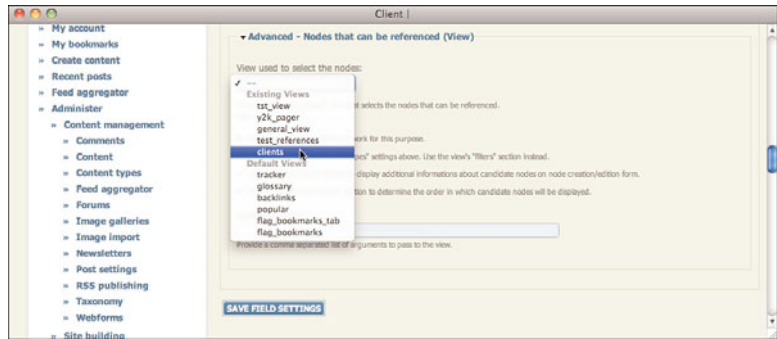 Client |
» My account
» My bookmarks
» Create content
» Recent posts
» Feed aggregator
» Administer
» Content management
» Comments
» Content
» Content types
» Feed aggregator
» Forums
» Image galleries
» Image import
» Newsletters
» Post settings
» RSS publishing
» Taxonomy
» Webforms
» Site building
Advanced - Nodes that can be referenced (View)
View used to select the nodes:
✓ --
Existing Views
tst_view
y2k_pager
general_view
test_references
clients
Default Views
tracker
glossary
backlinks
popular
flag_bookmarks_tab
flag_bookmarks
selects the nodes that can be referenced.
work for this purpose.
settings above. Use the view's "filters" section instead.
display additional informations about candidate nodes on node creation/edition form.
to determine the order in which candidate nodes will be displayed.
Provide a comma separated list of arguments to pass to the view.
SAVE FIELD SETTINGS